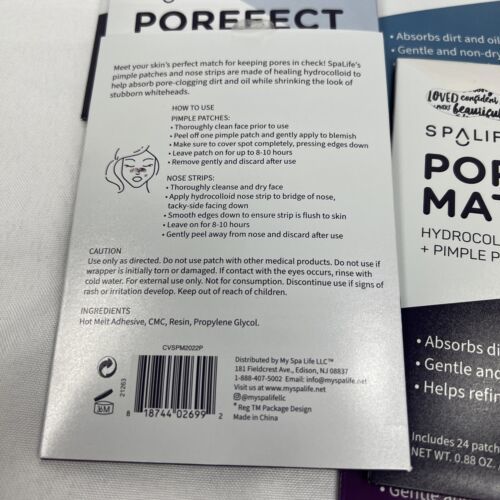 POREFECT
Meet your skin's perfect match for keeping pores in check! SpaLife's
pimple patches and nose strips are made of healing hydrocolloid to
help absorb pore-clogging dirt and oil while shrinking the look of
stubborn whiteheads.
HOW TO USE
PIMPLE PATCHES:
• Thoroughly clean face prior to use
• Peel off one pimple patch and gently apply to blemish
• Make sure to cover spot completely, pressing edges down
• Leave patch on for up to 8-10 hours
• Remove gently and discard after use
NOSE STRIPS:
• Thoroughly cleanse and dry face
• Apply hydrocolloid nose strip to bridge of nose,
tacky-side facing down
• Smooth edges down to ensure strip is flush to skin
• Leave on for 8-10 hours
• Gently peel away from nose and discard after use
CAUTION
Use only as directed. Do not use patch with other medical products. Do not use if
wrapper is initially torn or damaged. If contact with the eyes occurs, rinse with
cold water. For external use only. Not for consumption. Discontinue use if signs of
rash or irritation develop. Keep out of reach of children.
INGREDIENTS
Hot Melt Adhesive, CMC, Resin, Propylene Glycol.
CVSPM2022P
36M
21263
8 18744 02699 2
Distributed by My Spa Life LLC™
181 Fieldcrest Ave., Edison, NJ 08837
1-888-407-5002 Email: info@myspalife.net
Visit us at www.myspalife.net
@myspalifellc
® Reg TM Package Design
Made in China
• Absorbs dirt and oil
• Gentle and non-dry
LOVED confident
beautiful
SPALIFE
POR
MAT
HYDROCOL
+ PIMPLE P
• Absorbs di
• Gentle and
• Helps refin
Includes 24 patch
NET WT. 0.88 OZ.
• Gentle an